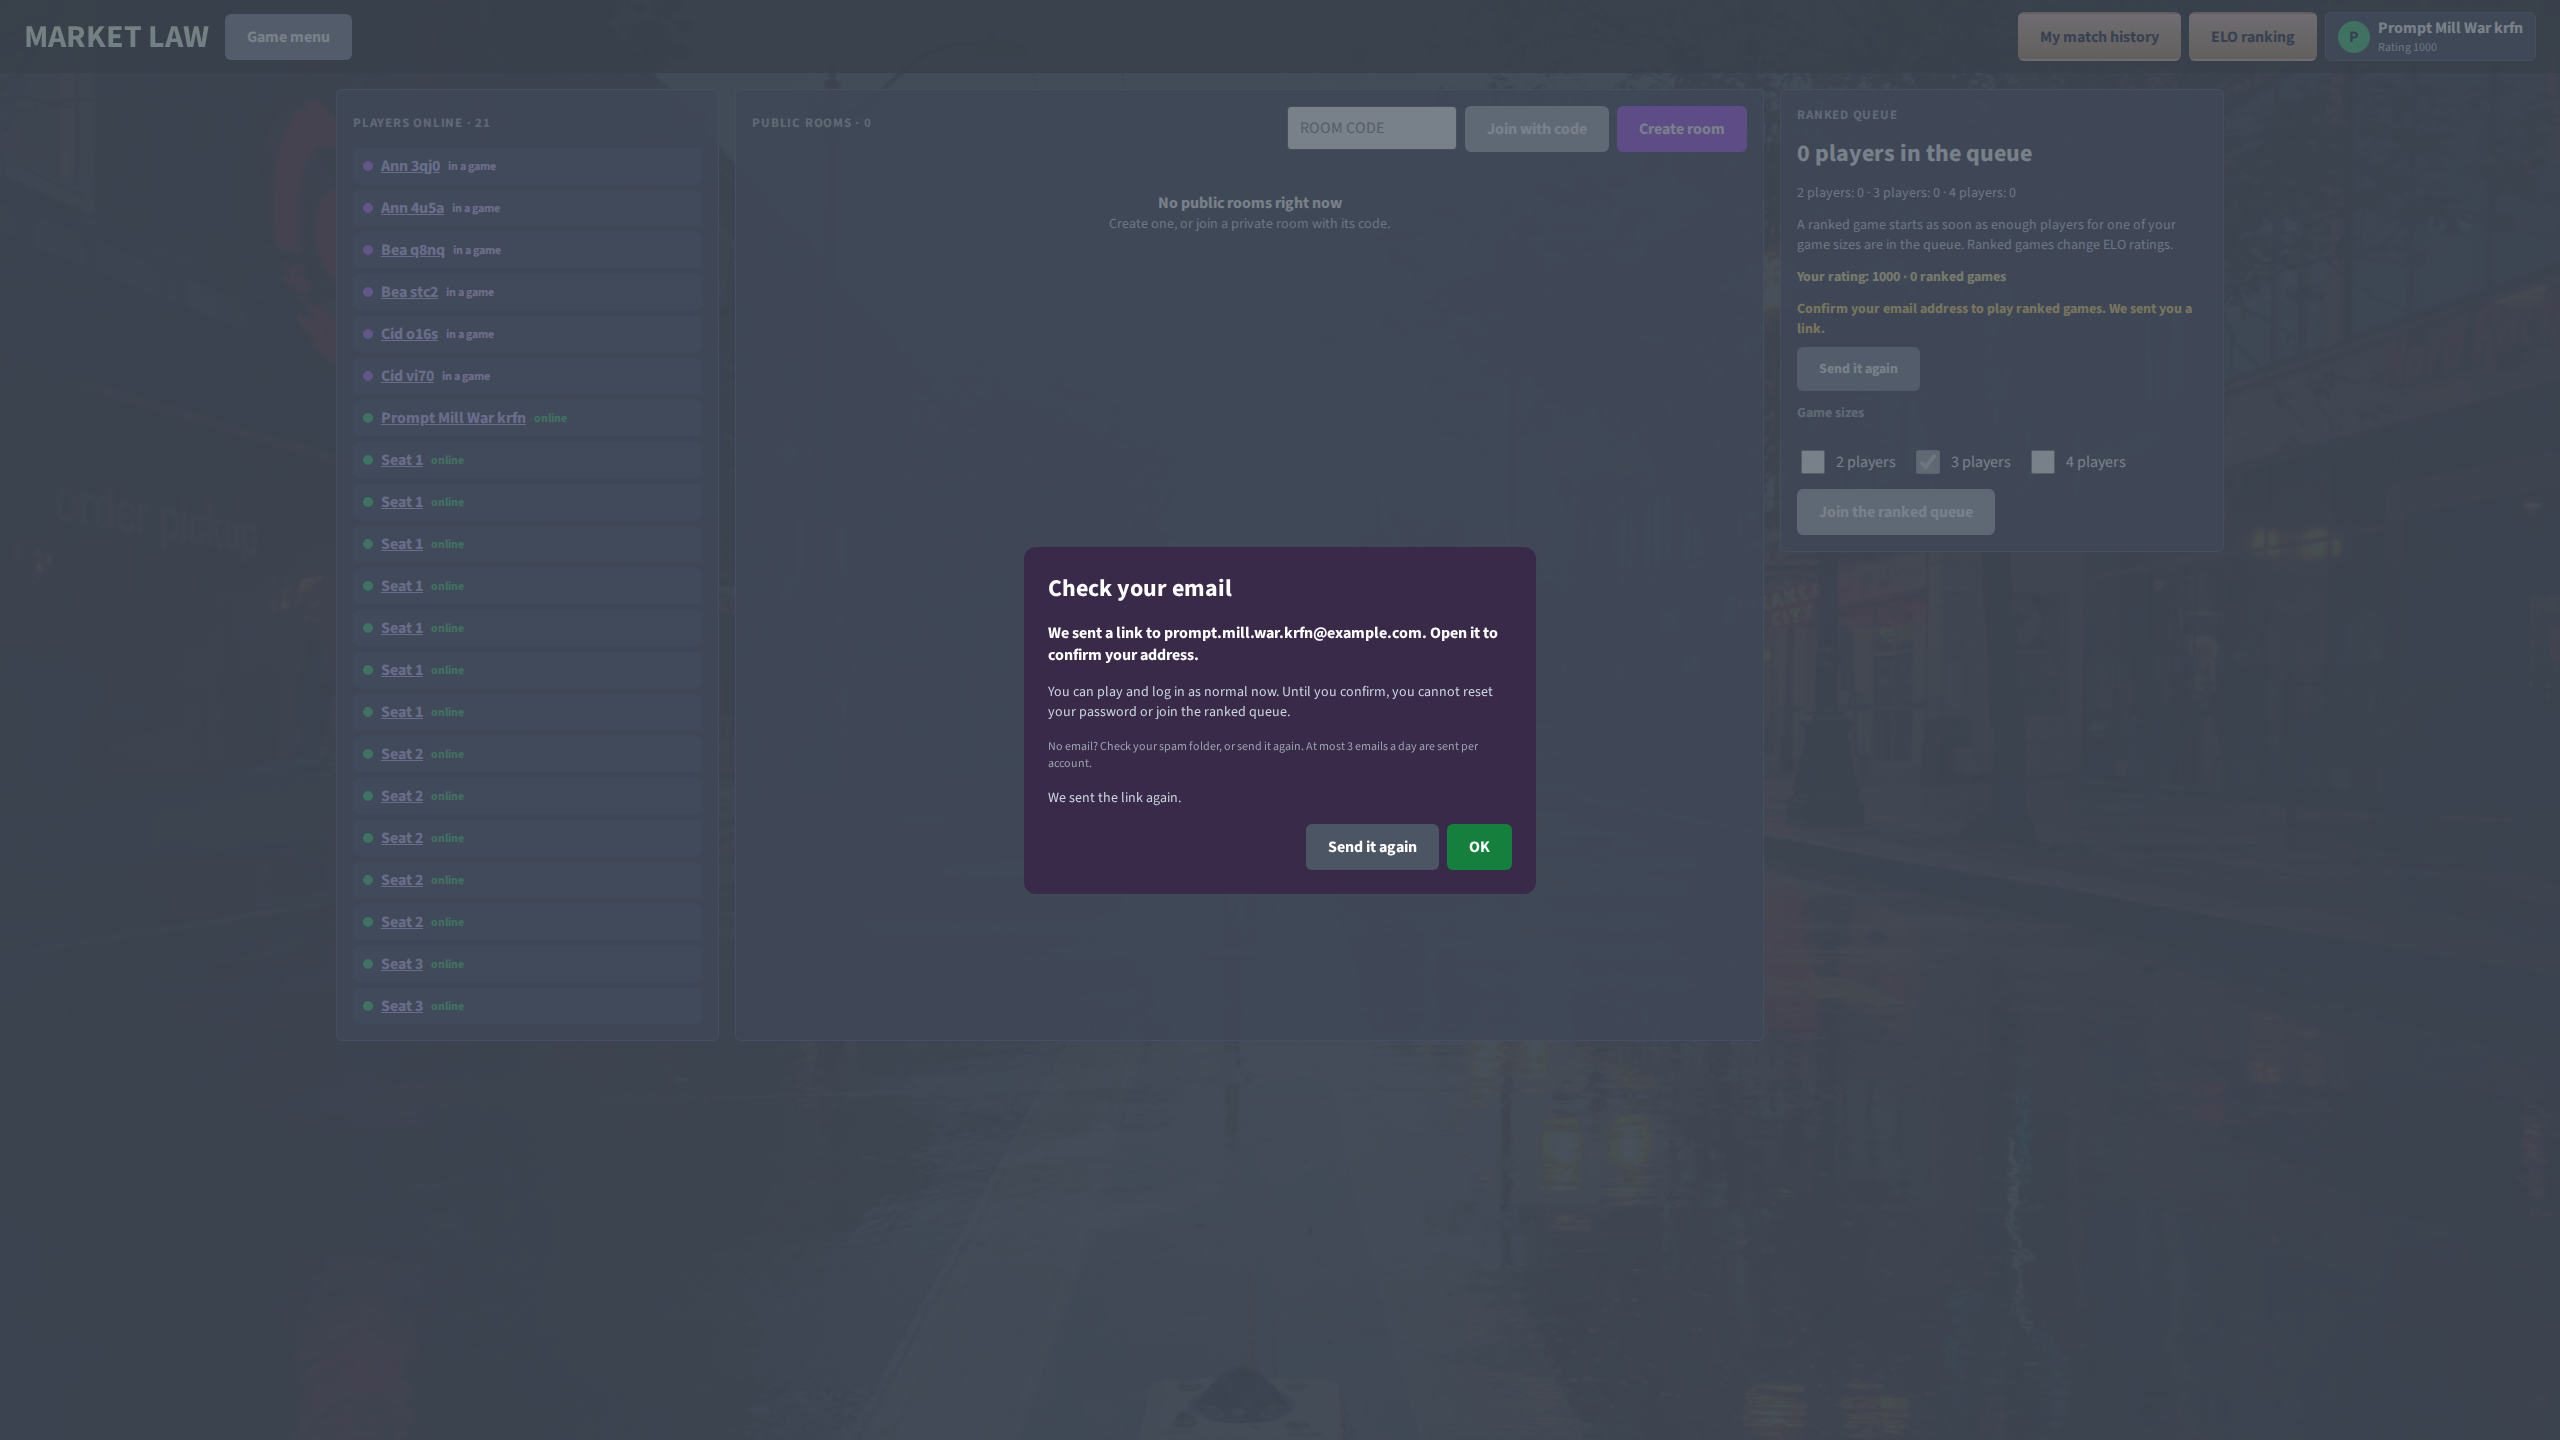 MARKET LAW
Game menu
My match history
ELO ranking
P
Prompt Mill War krfn
Rating 1000
PLAYERS ONLINE · 21
Ann 3qj0 in a game
Ann 4u5a in a game
Bea q8nq in a game
Bea stc2 in a game
Cid o16s in a game
Cid vi70 in a game
Prompt Mill War krfn online
Seat 1 online
Seat 1 online
Seat 1 online
Seat 1 online
Seat 1 online
Seat 1 online
Seat 1 online
Seat 2 online
Seat 2 online
Seat 2 online
Seat 2 online
Seat 2 online
Seat 3 online
Seat 3 online
PUBLIC ROOMS · 0
ROOM CODE
Join with code
Create room
No public rooms right now
Create one, or join a private room with its code.
RANKED QUEUE
0 players in the queue
2 players: 0 · 3 players: 0 · 4 players: 0
A ranked game starts as soon as enough players for one of your
game sizes are in the queue. Ranked games change ELO ratings.
Your rating: 1000 · 0 ranked games
Confirm your email address to play ranked games. We sent you a
link.
Send it again
Game sizes
2 players
3 players
4 players
Join the ranked queue
order pickup
Check your email
We sent a link to prompt.mill.war.krfn@example.com. Open it to
confirm your address.
You can play and log in as normal now. Until you confirm, you cannot reset
your password or join the ranked queue.
No email? Check your spam folder, or send it again. At most 3 emails a day are sent per
account.
We sent the link again.
Send it again
OK